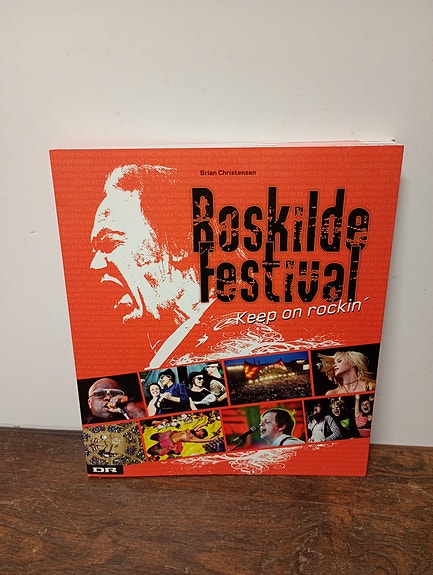 Brian Christensen
Roskilde
Festival
Keep on rockin´
DR